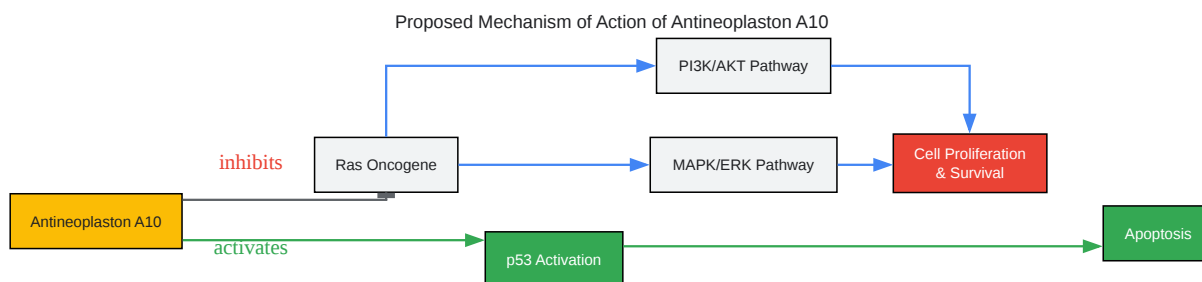 Proposed Mechanism of Action of Antineoplaston A10
PI3K/AKT Pathway
inhibits
Ras Oncogene
MAPK/ERK Pathway
Cell Proliferation
& Survival
Antineoplaston A10
activates
p53 Activation
Apoptosis